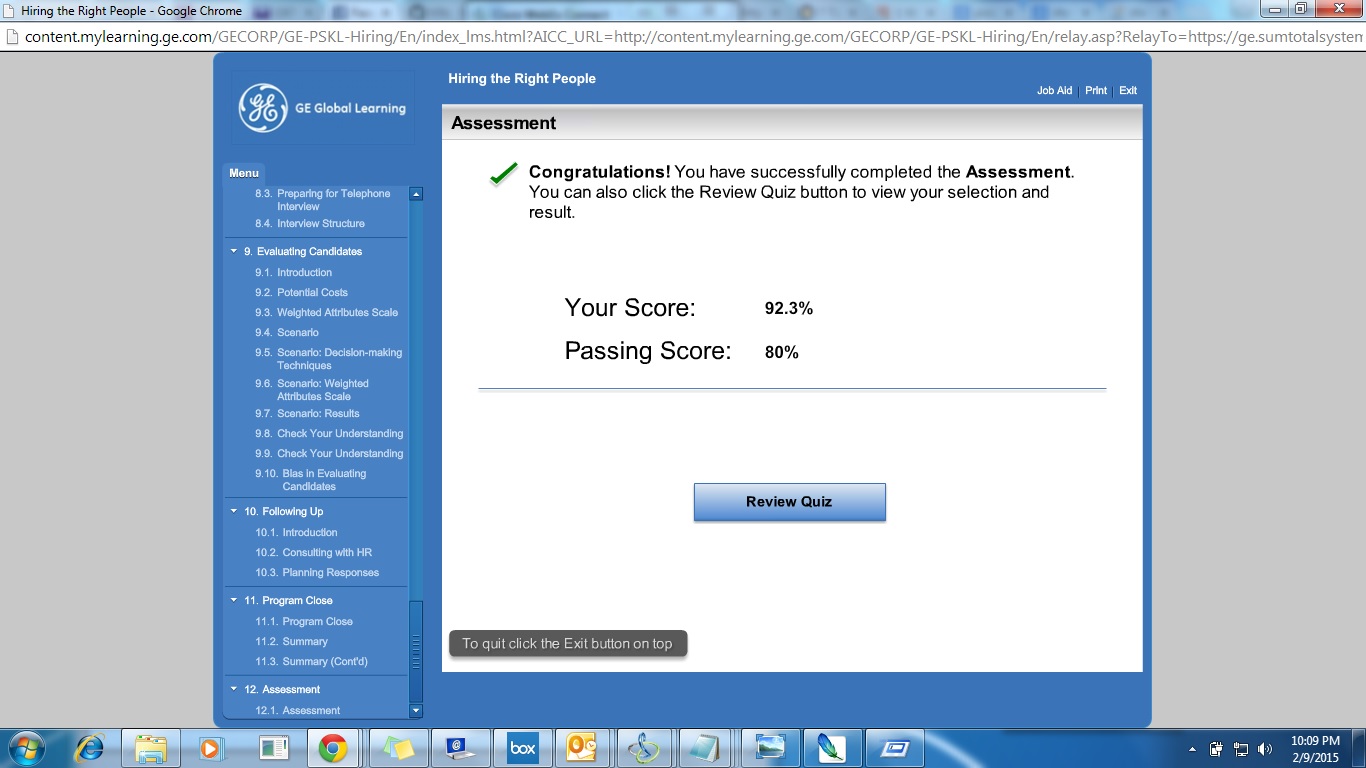 Hiring the Right People - Google Chrome
content.mylearning.ge.com/GECORP/GE-PSKL-Hiring/En/index_lms.html?AICC_URL=http://content.mylearning.ge.com/GECORP/GE-PSKL-Hiring/En/relay.asp?RelayTo=https://ge.sumtotalsystem
GE Global Learning
Hiring the Right People
Job Aid | Print | Exit
Menu
8.3. Preparing for Telephone
Interview
8.4. Interview Structure
9. Evaluating Candidates
9.1. Introduction
9.2. Potential Costs
9.3. Weighted Attributes Scale
9.4. Scenario
9.5. Scenario: Decision-making
Techniques
9.6. Scenario: Weighted
Attributes Scale
9.7. Scenario: Results
9.8. Check Your Understanding
9.9. Check Your Understanding
9.10. Bias in Evaluating
Candidates
10. Following Up
10.1. Introduction
10.2. Consulting with HR
10.3. Planning Responses
11. Program Close
11.1. Program Close
11.2. Summary
11.3. Summary (Cont'd)
12. Assessment
12.1. Assessment
Assessment
Congratulations! You have successfully completed the Assessment.
You can also click the Review Quiz button to view your selection and
result.
Your Score: 92.3%
Passing Score: 80%
Review Quiz
To quit click the Exit button on top
box
10:09 PM
2/9/2015